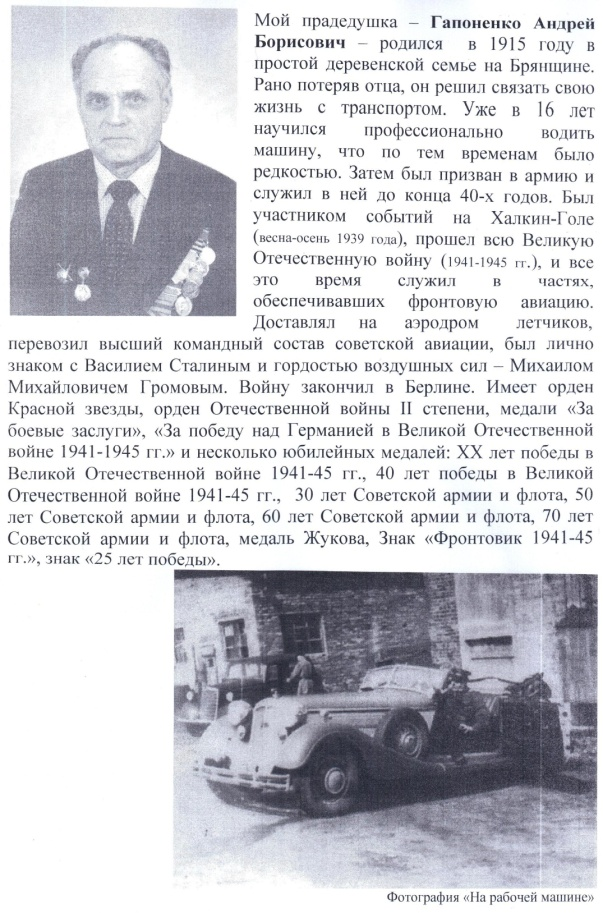 Мой прадедушка – Гапоненко Андрей
Борисович – родился в 1915 году в
простой деревенской семье на Брянщине.
Рано потеряв отца, он решил связать свою
жизнь с транспортом. Уже в 16 лет
научился профессионально водить
машину, что по тем временам было
редкостью. Затем был призван в армию и
служил в ней до конца 40-х годов. Был
участником событий на Халкин-Голе
(весна-осень 1939 года), прошел всю Великую
Отечественную войну (1941-1945 гг.), и все
это время служил в частях,
обеспечивавших фронтовую авиацию.
Доставлял на аэродром летчиков,
перевозил высший командный состав советской авиации, был лично
знаком с Василием Сталиным и гордостью воздушных сил – Михаилом
Михайловичем Громовым. Войну закончил в Берлине. Имеет орден
Красной звезды, орден Отечественной войны II степени, медали «За
боевые заслуги», «За победу над Германией в Великой Отечественной
войне 1941-1945 гг.» и несколько юбилейных медалей: XX лет победы в
Великой Отечественной войне 1941-45 гг., 40 лет победы в Великой
Отечественной войне 1941-45 гг., 30 лет Советской армии и флота, 50
лет Советской армии и флота, 60 лет Советской армии и флота, 70 лет
Советской армии и флота, медаль Жукова, Знак «Фронтовик 1941-45
гг.», знак «25 лет победы».
Фотография «На рабочей машине»